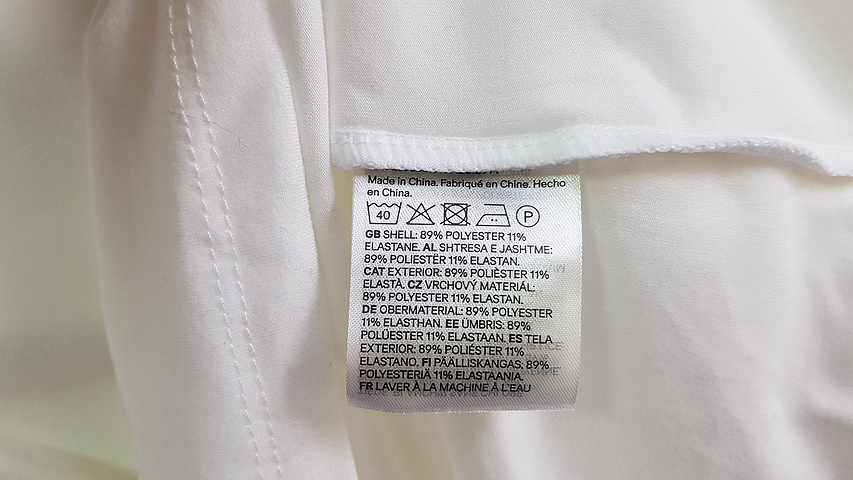 Made in China. Fabriqué en Chine. Hecho
en China.
40 P
GB SHELL: 89% POLYESTER 11%
ELASTANE. AL SHTRESA E JASHTME:
89% POLIESTËR 11% ELASTAN.
CAT EXTERIOR: 89% POLIÈSTER 11%
ELASTÀ. CZ VRCHOVÝ MATERIÁL:
89% POLYESTER 11% ELASTAN.
DE OBERMATERIAL: 89% POLYESTER
11% ELASTHAN. EE ÜMBRIS: 89%
POLÜESTER 11% ELASTAAN. ES TELA
EXTERIOR: 89% POLIÉSTER 11%
ELASTANO. FI PÄÄLLISKANGAS: 89%
POLYESTERIÄ 11% ELASTAANIA.
FR LAVER À LA MACHINE À L'EAU